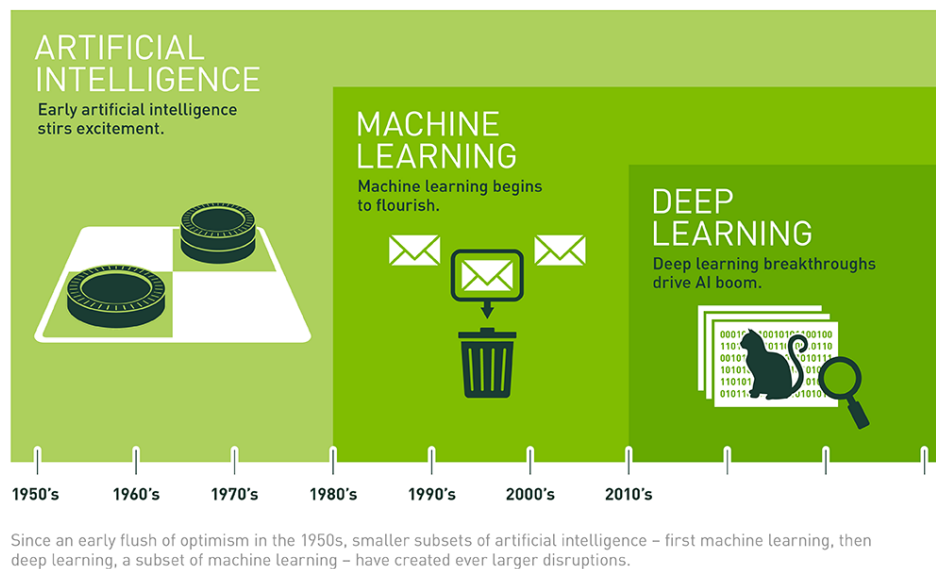 ARTIFICIAL
INTELLIGENCE
Early artificial intelligence
stirs excitement.
MACHINE
LEARNING
Machine learning begins
to flourish.
DEEP
LEARNING
Deep learning breakthroughs
drive AI boom.
1950's
1960's
1970's
1980's
1990's
2000's
2010's
Since an early flush of optimism in the 1950s, smaller subsets of artificial intelligence – first machine learning, then
deep learning, a subset of machine learning – have created ever larger disruptions.